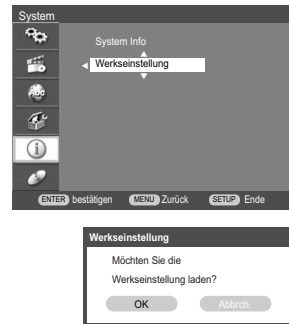 System
System Info
Werkseinstellung
ENTER bestätigen MENU Zurück SETUP Ende
Werkseinstellung
Möchten Sie die
Werkseinstellung laden?
OK Abbrch.